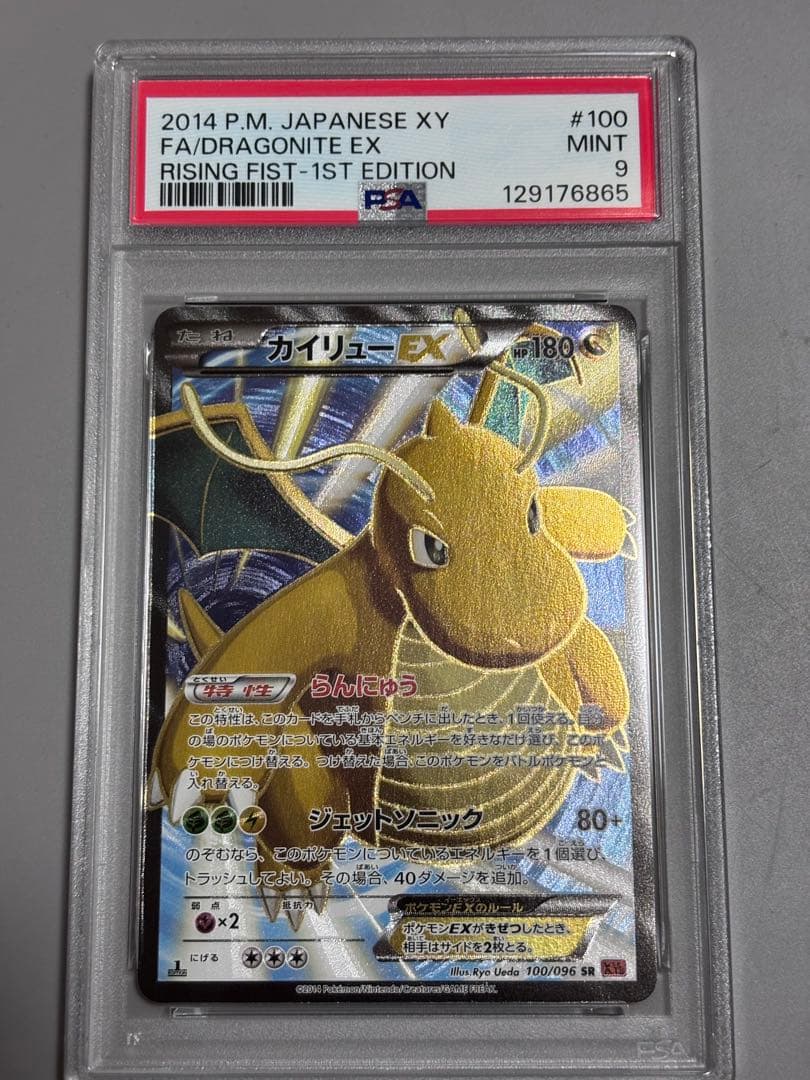 2014 P.M. JAPANESE XY #100
FA/DRAGONITE EX MINT
RISING FIST-1ST EDITION 9
PSA 129176865
たね カイリューEX HP180
とくせい
特性 らんにゅう
この特性は、このカードを手札からベンチに出したとき、1回使える。自分
の場のポケモンについている基本エネルギーを好きなだけ選び、このポ
ケモンにつけ替える。つけ替えた場合、このポケモンをバトルポケモンと
入れ替える。
ジェットソニック 80+
のぞむなら、このポケモンについているエネルギーを1個選び、
トラッシュしてよい。その場合、40ダメージを追加。
弱点 抵抗力
×2
ポケモンEXのルール
ポケモンEXがきぜつしたとき、
相手はサイドを2枚とる。
にげる
1
Illus. Ryo Ueda 100/096 SR
©2014 Pokémon/Nintendo/Creatures/GAME FREAK.
PSA